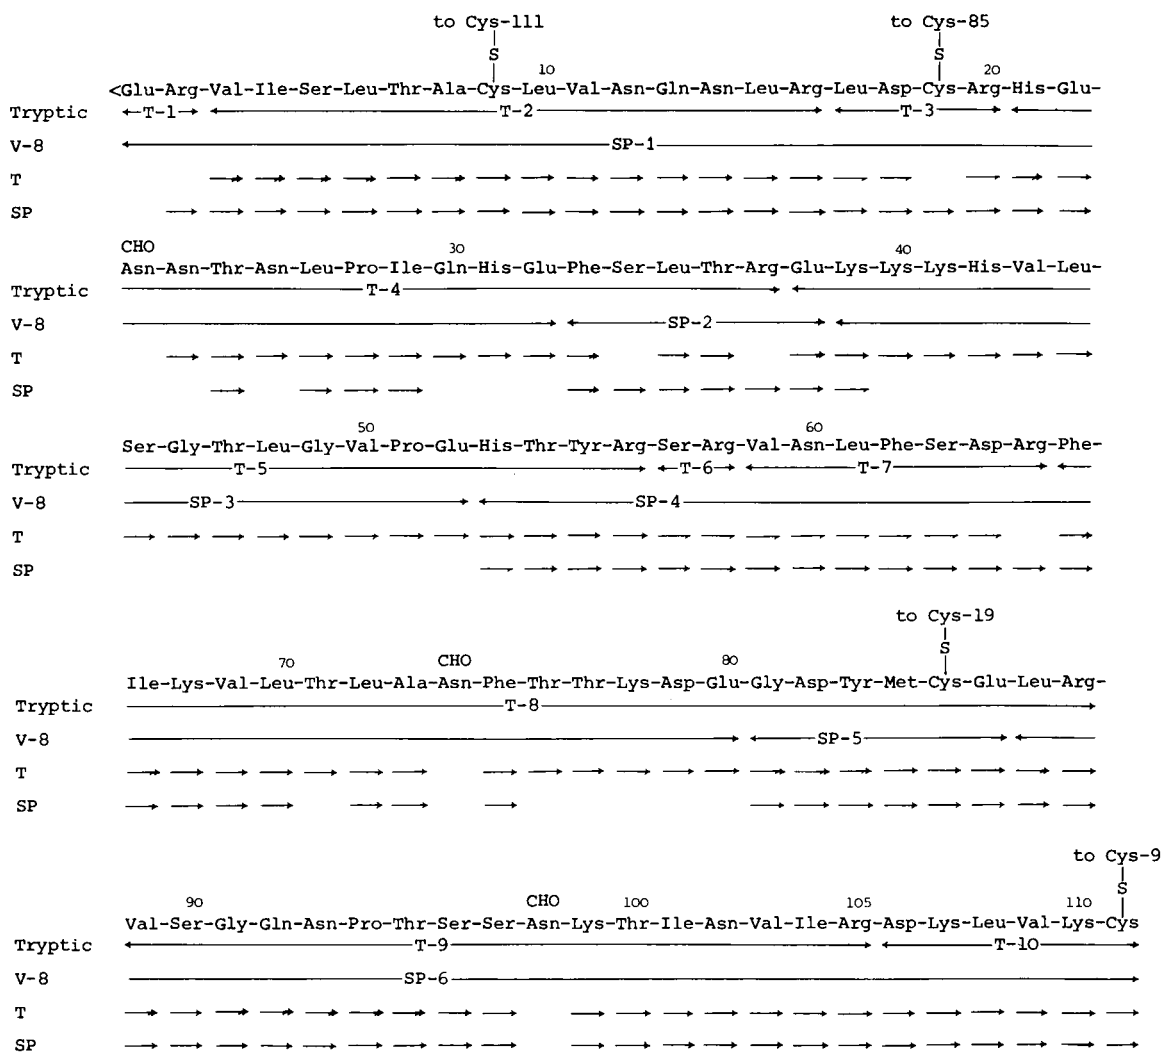 to Cys-111 to Cys-85
S S
10 20
<Glu-Arg-Val-Ile-Ser-Leu-Thr-Ala-Cys-Leu-Val-Asn-Gln-Asn-Leu-Arg-Leu-Asp-Cys-Arg-His-Glu-
Tryptic T-1 T-2 T-3
V-8 SP-1
T
SP
CHO 30 40
Asn-Asn-Thr-Asn-Leu-Pro-Ile-Gln-His-Glu-Phe-Ser-Leu-Thr-Arg-Glu-Lys-Lys-Lys-His-Val-Leu-
Tryptic T-4
V-8 SP-2
T
SP
50 60
Ser-Gly-Thr-Leu-Gly-Val-Pro-Glu-His-Thr-Tyr-Arg-Ser-Arg-Val-Asn-Leu-Phe-Ser-Asp-Arg-Phe-
Tryptic T-5 T-6 T-7
V-8 SP-3 SP-4
T
SP
to Cys-19
S
70 CHO 80
Ile-Lys-Val-Leu-Thr-Leu-Ala-Asn-Phe-Thr-Thr-Lys-Asp-Glu-Gly-Asp-Tyr-Met-Cys-Glu-Leu-Arg-
Tryptic T-8
V-8 SP-5
T
SP
to Cys-9
S
90 CHO 100 105 110
Val-Ser-Gly-Gln-Asn-Pro-Thr-Ser-Ser-Asn-Lys-Thr-Ile-Asn-Val-Ile-Arg-Asp-Lys-Leu-Val-Lys-Cys
Tryptic T-9 T-10
V-8 SP-6
T
SP